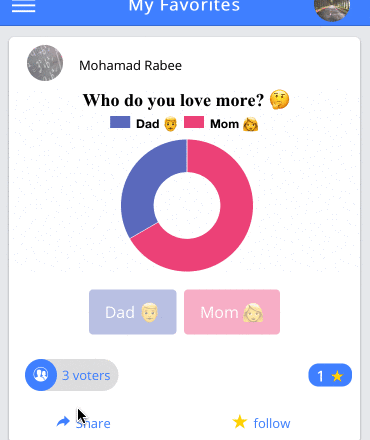 My Favorites
Mohamad Rabee
Who do you love more? 🤔
Dad 👨 Mom 👩
Dad 👴 Mom 👩
3 voters
1 ★
Share
★ follow